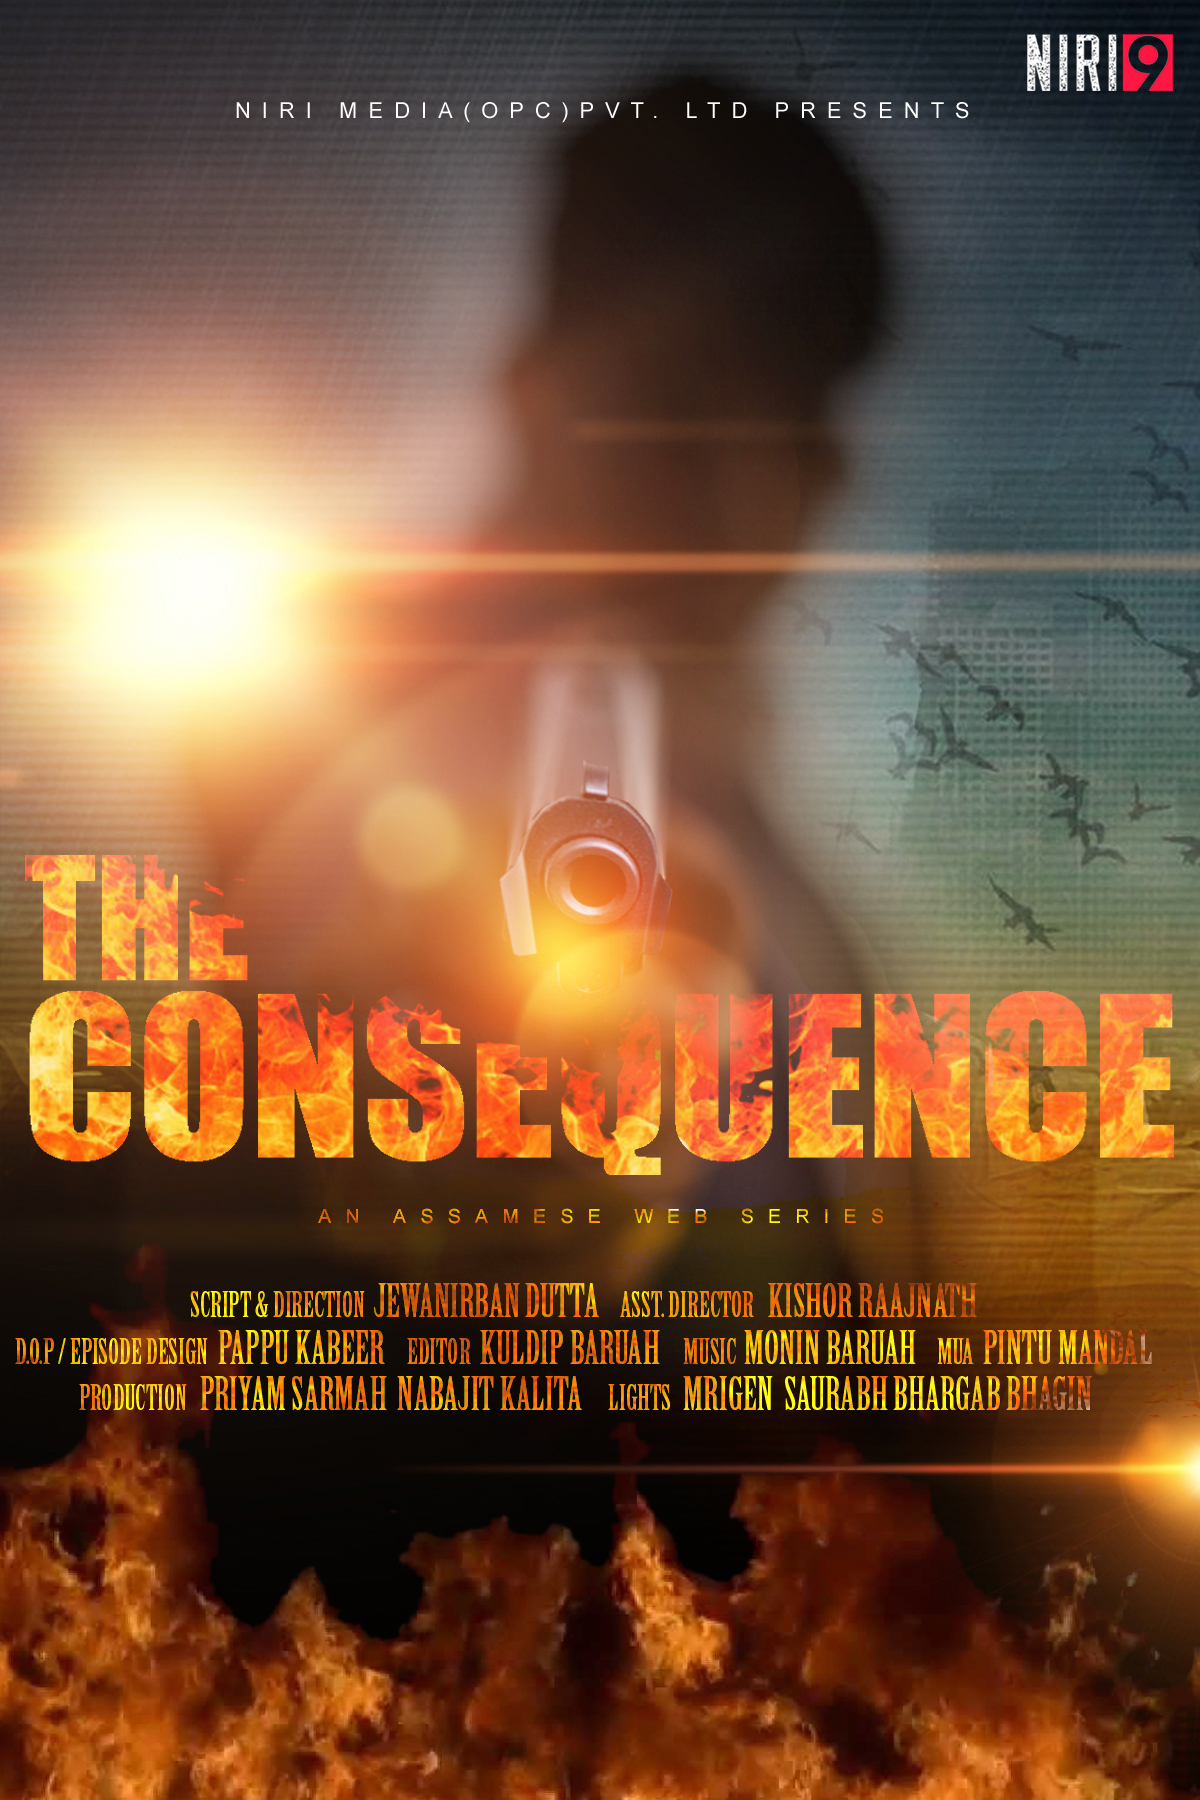 NIRI9
NIRI MEDIA(OPC)PVT. LTD PRESENTS
THE
CONSEQUENCE
AN ASSAMESE WEB SERIES
SCRIPT & DIRECTION JEWANIRBAN DUTTA ASST. DIRECTOR KISHOR RAAJNATH
D.O.P / EPISODE DESIGN PAPPU KABEER EDITOR KULDIP BARUAH MUSIC MONIN BARUAH MUA PINTU MANDAL
PRODUCTION PRIYAM SARMAH NABAJIT KALITA LIGHTS MRIGEN SAURABH BHARGAB BHAGIN